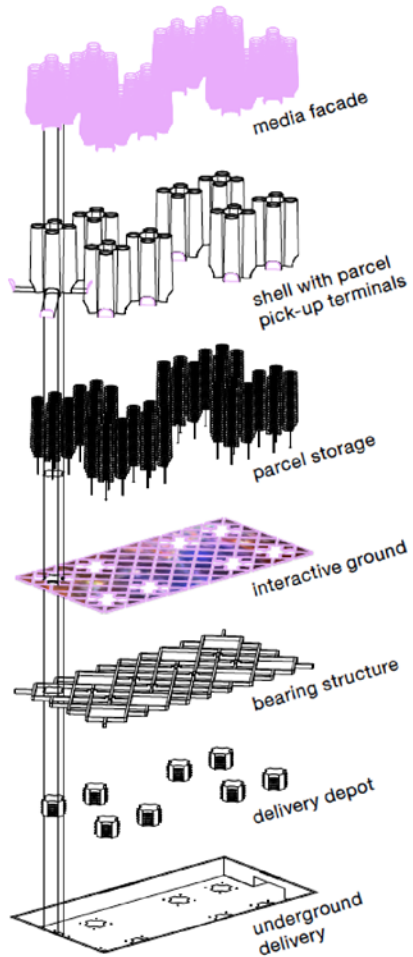 media facade
shell with parcel
pick-up terminals
parcel storage
interactive ground
bearing structure
delivery depot
underground
delivery